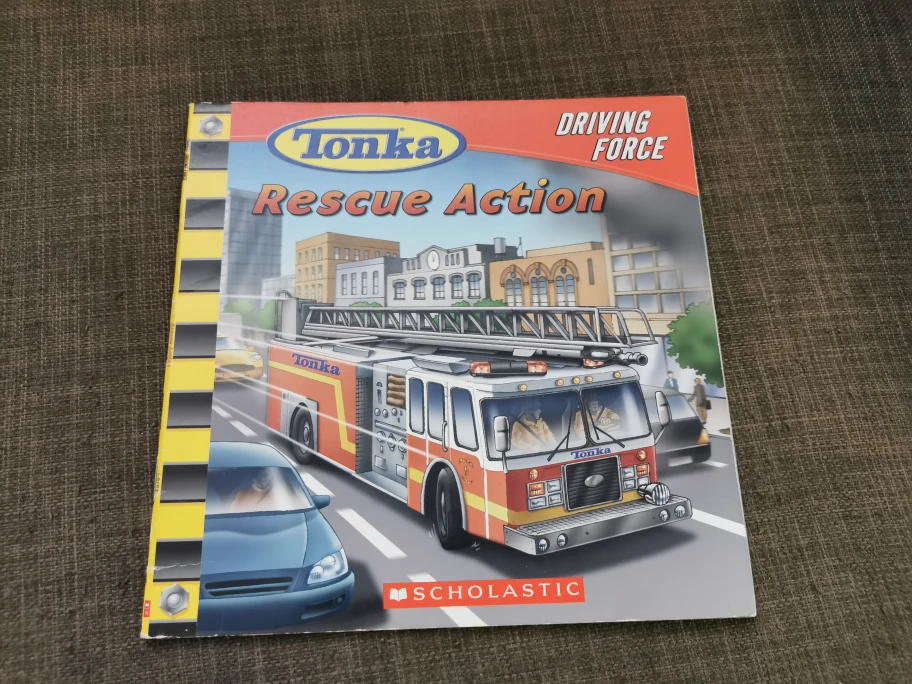 Tonka
DRIVING
FORCE
Rescue Action
Tonka
Tonka
SCHOLASTIC